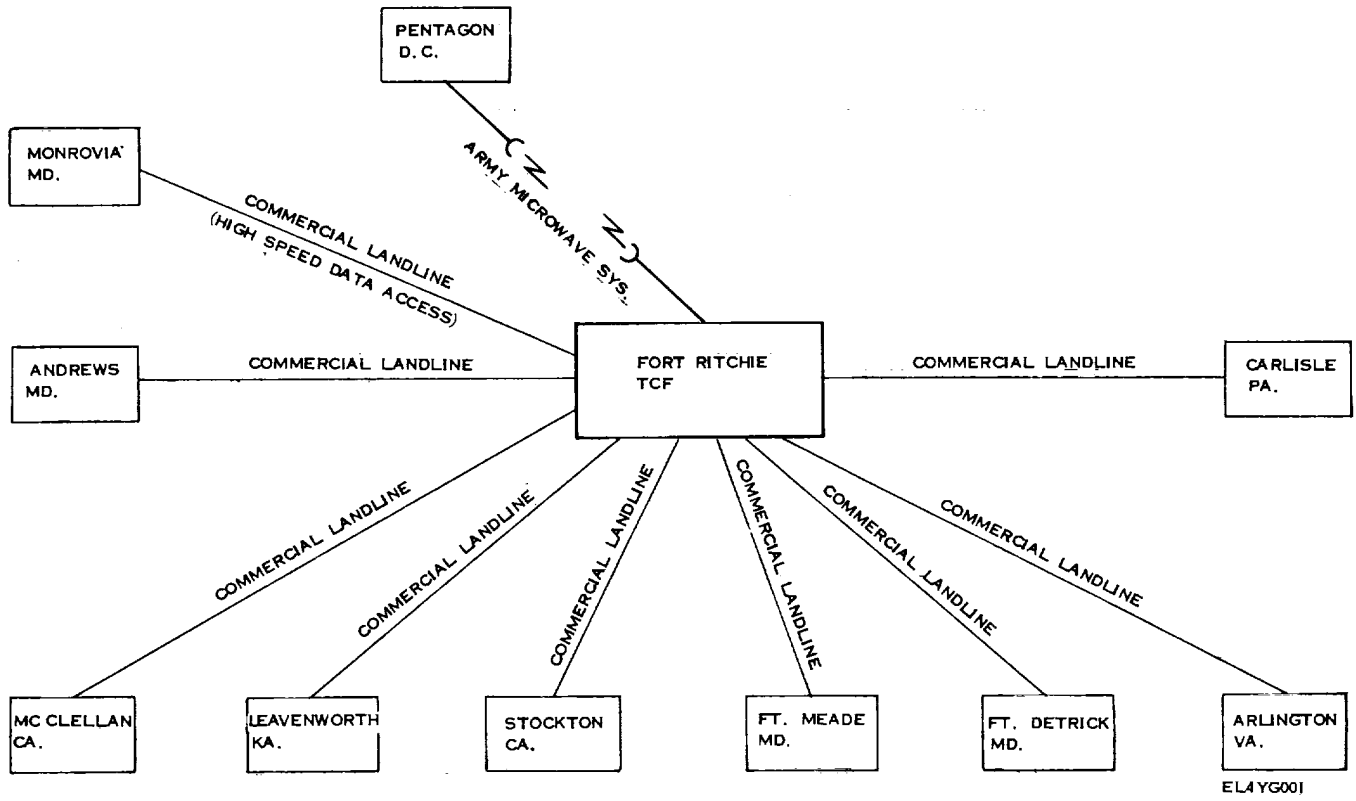 PENTAGON
D.C.
MONROVIA
MD.
ARMY MICROWAVE SYS.
COMMERCIAL LANDLINE
(HIGH SPEED DATA ACCESS)
ANDREWS
MD.
COMMERCIAL LANDLINE
FORT RITCHIE
TCF
COMMERCIAL LANDLINE
CARLISLE
PA.
COMMERCIAL LANDLINE
COMMERCIAL LANDLINE
COMMERCIAL LANDLINE
COMMERCIAL LANDLINE
COMMERCIAL LANDLINE
COMMERCIAL LANDLINE
MC CLELLAN
CA.
LEAVENWORTH
KA.
STOCKTON
CA.
FT. MEADE
MD.
FT. DETRICK
MD.
ARLINGTON
VA.
EL4YG001